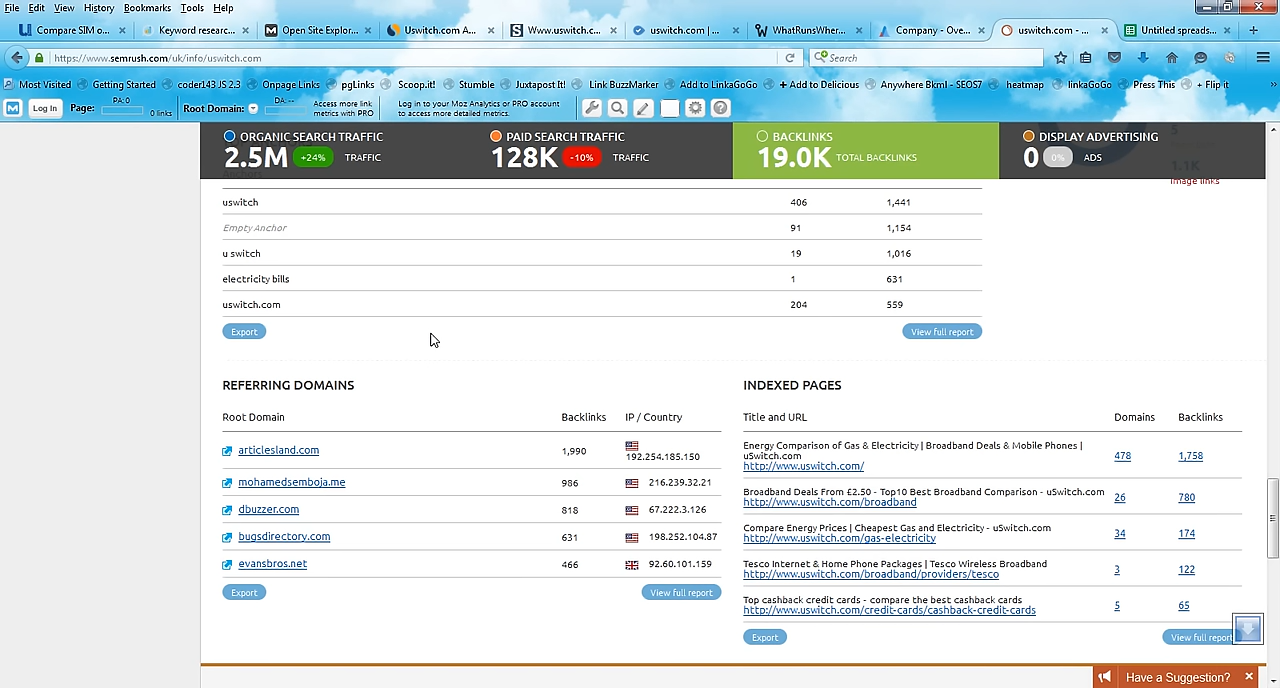 File Edit View History Bookmarks Tools Help
Compare SIM o... × Keyword researc... × Open Site Explor... × Uswitch.com A... × Www.uswitch.c... × uswitch.com | ... × WhatRunsWher... × Company - Ove... × uswitch.com - ... × Untitled spreads... × +
https://www.semrush.com/uk/info/uswitch.com
Search
Most Visited Getting Started coder143 JS 2.3 Onpage Links pgLinks Scoop.it! Stumble Juxtapost It! Link BuzzMarker Add to LinkaGoGo + Add to Delicious Anywhere Bkml - SEOS7 heatmap linkaGoGo Press This + Flip it
Log In Page: PA: 0 0 links Root Domain: DA: -- Access more link metrics with PRO Log in to your Moz Analytics or PRO account to access more detailed metrics.
ORGANIC SEARCH TRAFFIC
2.5M +24% TRAFFIC
PAID SEARCH TRAFFIC
128K -10% TRAFFIC
BACKLINKS
19.0K TOTAL BACKLINKS
DISPLAY ADVERTISING
0 0% ADS
1.1K
Image links
uswitch 406 1,441
Empty Anchor 91 1,154
u switch 19 1,016
electricity bills 1 631
uswitch.com 204 559
Export View full report
REFERRING DOMAINS
Root Domain Backlinks IP / Country
articlesland.com 1,990 192.254.185.150
mohamedsemboja.me 986 216.239.32.21
dbuzzer.com 818 67.222.3.126
bugsdirectory.com 631 198.252.104.87
evansbros.net 466 92.60.101.159
Export View full report
INDEXED PAGES
Title and URL Domains Backlinks
Energy Comparison of Gas & Electricity | Broadband Deals & Mobile Phones |
uSwitch.com
http://www.uswitch.com/ 478 1,758
Broadband Deals From £2.50 - Top10 Best Broadband Comparison - uSwitch.com
http://www.uswitch.com/broadband 26 780
Compare Energy Prices | Cheapest Gas and Electricity - uSwitch.com
http://www.uswitch.com/gas-electricity 34 174
Tesco Internet & Home Phone Packages | Tesco Wireless Broadband
http://www.uswitch.com/broadband/providers/tesco 3 122
Top cashback credit cards - compare the best cashback cards
http://www.uswitch.com/credit-cards/cashback-credit-cards 5 65
Export View full report
Have a Suggestion? ×